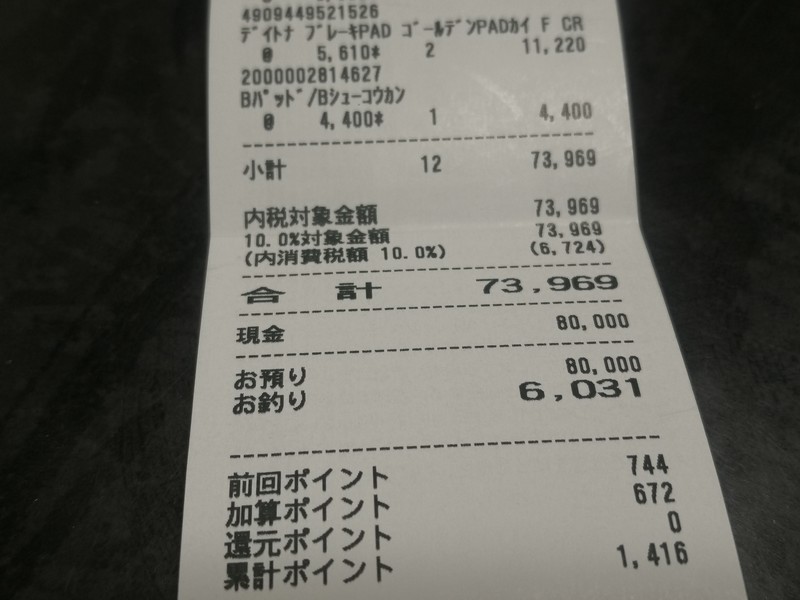 4909449521526
ﾃﾞｲﾄﾅ ﾌﾞﾚｰｷPAD ｺﾞｰﾙﾃﾞﾝPADｶｲ F CR
@ 5,610* 2 11,220
2000002814627
Bﾊﾟｯﾄﾞ/Bｼｭｰｺｳｶﾝ
@ 4,400* 1 4,400
小計 12 73,969
内税対象金額 73,969
10.0%対象金額 73,969
(内消費税額 10.0%) (6,724)
合 計 73,969
現金 80,000
お預り 80,000
お釣り 6,031
前回ポイント 744
加算ポイント 672
還元ポイント 0
累計ポイント 1,416